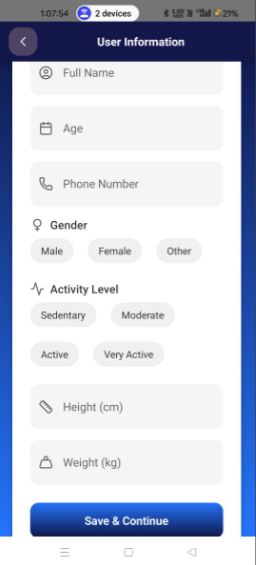 1:07:54 2 devices 21%
User Information
Full Name
Age
Phone Number
Gender
Male Female Other
Activity Level
Sedentary Moderate
Active Very Active
Height (cm)
Weight (kg)
Save & Continue